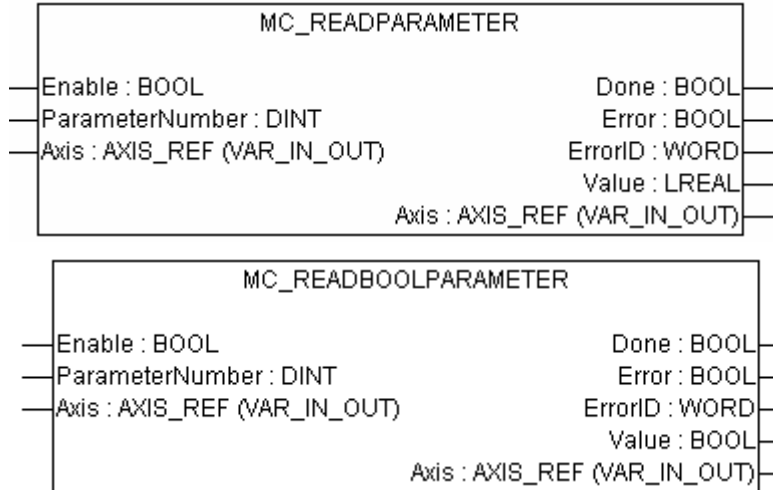 MC_READPARAMETER
Enable : BOOL Done : BOOL
ParameterNumber : DINT Error : BOOL
Axis : AXIS_REF (VAR_IN_OUT) ErrorID : WORD
Value : LREAL
Axis : AXIS_REF (VAR_IN_OUT)
MC_READBOOLPARAMETER
Enable : BOOL Done : BOOL
ParameterNumber : DINT Error : BOOL
Axis : AXIS_REF (VAR_IN_OUT) ErrorID : WORD
Value : BOOL
Axis : AXIS_REF (VAR_IN_OUT)